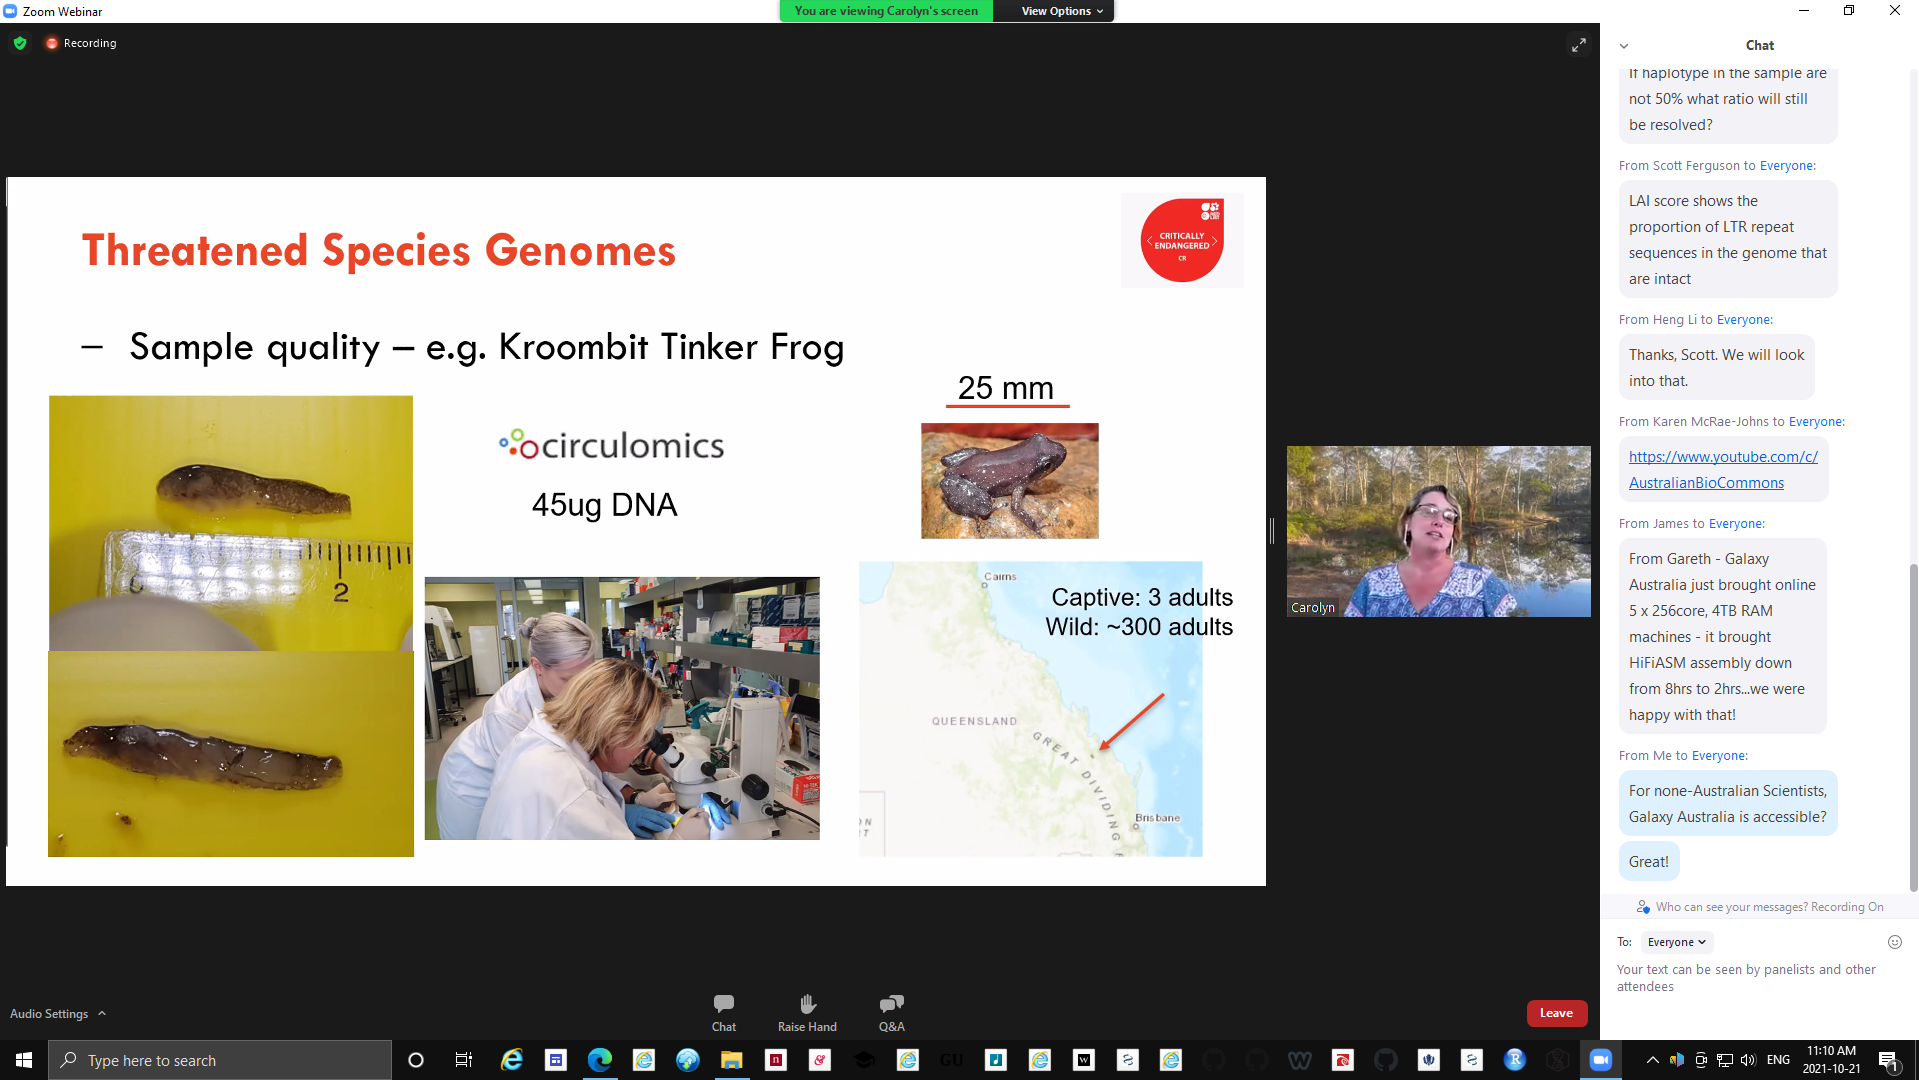 Zoom Webinar
You are viewing Carolyn's screen
View Options
Recording
Threatened Species Genomes
CRITICALLY
ENDANGERED
CR
– Sample quality – e.g. Kroombit Tinker Frog
25 mm
circulomics
45ug DNA
2
Cairns
Captive: 3 adults
Wild: ~300 adults
QUEENSLAND
GREAT DIVIDING
Brisbane
Carolyn
Chat
If haplotype in the sample are
not 50% what ratio will still
be resolved?
From Scott Ferguson to Everyone:
LAI score shows the
proportion of LTR repeat
sequences in the genome that
are intact
From Heng Li to Everyone:
Thanks, Scott. We will look
into that.
From Karen McRae-Johns to Everyone:
https://www.youtube.com/c/
AustralianBioCommons
From James to Everyone:
From Gareth - Galaxy
Australia just brought online
5 x 256core, 4TB RAM
machines - it brought
HiFiASM assembly down
from 8hrs to 2hrs...we were
happy with that!
From Me to Everyone:
For none-Australian Scientists,
Galaxy Australia is accessible?
Great!
Who can see your messages? Recording On
To: Everyone
Your text can be seen by panelists and other
attendees
Audio Settings
Chat
Raise Hand
Q&A
Leave
Type here to search
GU
ENG
11:10 AM
2021-10-21
1